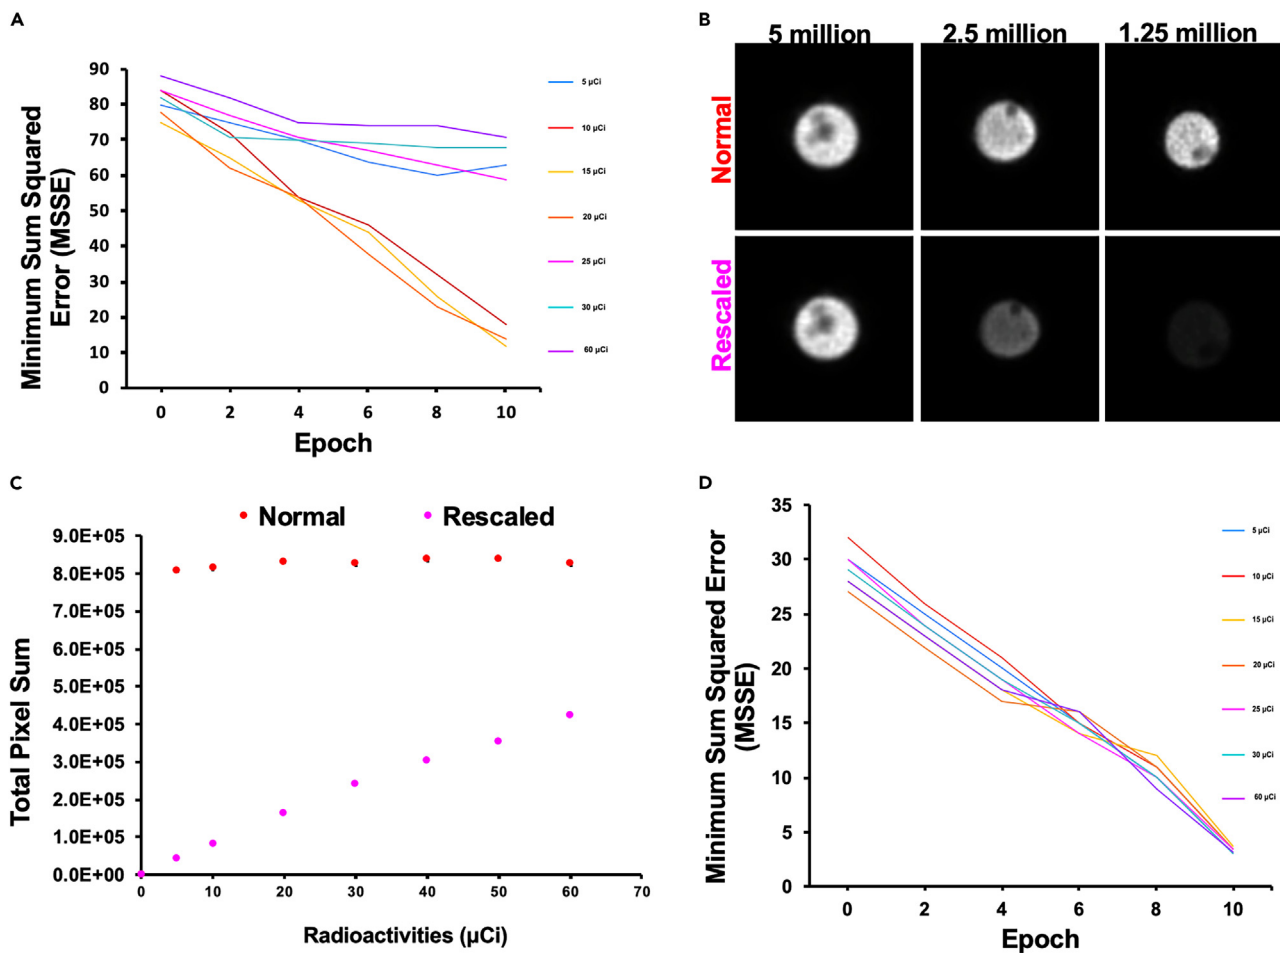 A
Minimum Sum Squared
Error (MSSE)
90
80
70
60
50
40
30
20
10
0
0 2 4 6 8 10
Epoch
5 µCi
10 µCi
15 µCi
20 µCi
25 µCi
30 µCi
60 µCi
B
5 million 2.5 million 1.25 million
Normal
Rescaled
C
Normal Rescaled
Total Pixel Sum
9.0E+05
8.0E+05
7.0E+05
6.0E+05
5.0E+05
4.0E+05
3.0E+05
2.0E+05
1.0E+05
0.0E+00
0 10 20 30 40 50 60 70
Radioactivities (µCi)
D
Minimum Sum Squared Error
(MSSE)
35
30
25
20
15
10
5
0
0 2 4 6 8 10
Epoch
5 µCi
10 µCi
15 µCi
20 µCi
25 µCi
30 µCi
60 µCi